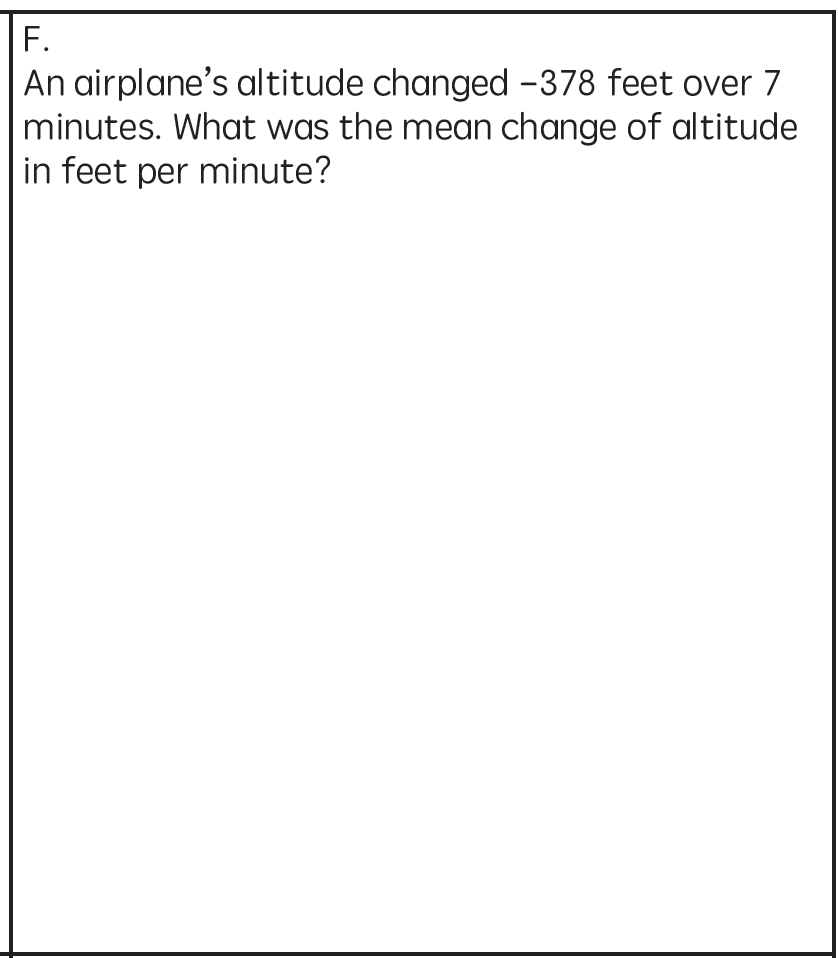 F.
An airplane’s altitude changed –378 feet over 7
minutes. What was the mean change of altitude
in feet per minute?